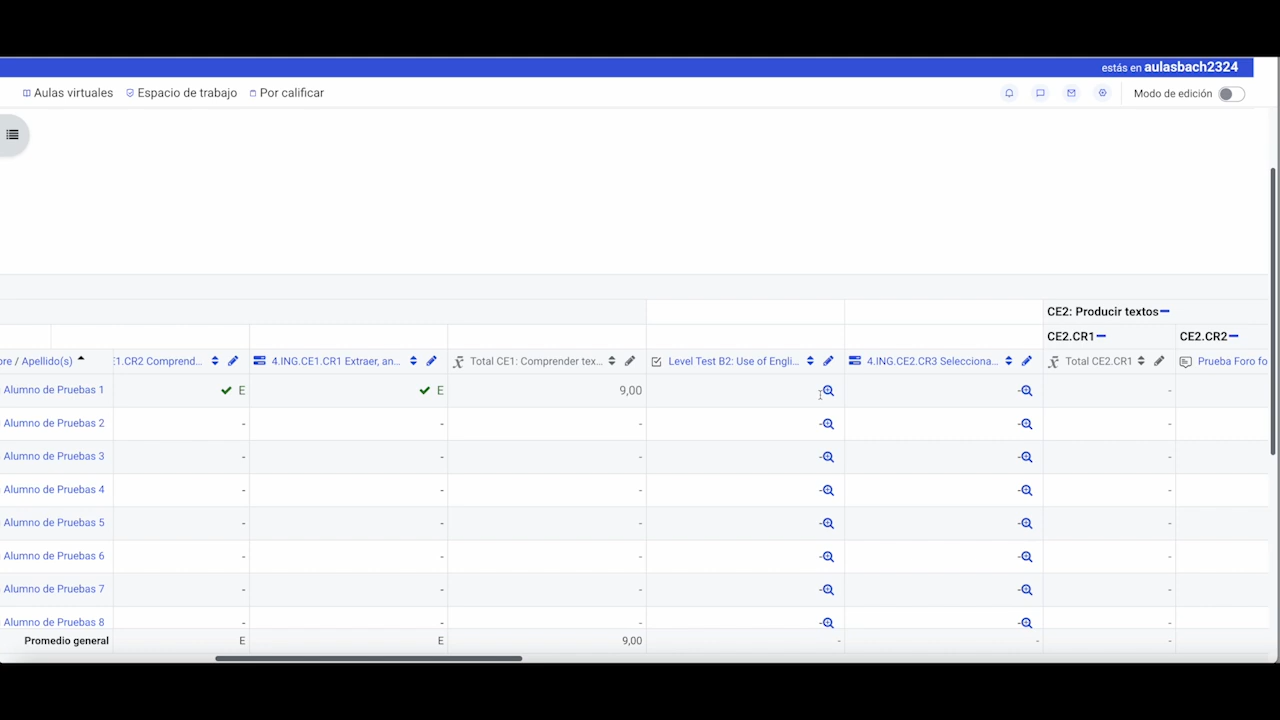 estás en aulasbach2324
Aulas virtuales Espacio de trabajo Por calificar Modo de edición
CE2: Producir textos
CE2.CR1 CE2.CR2
bre / Apellido(s) E1.CR2 Comprend... 4.ING.CE1.CR1 Extraer, an... Total CE1: Comprender tex... Level Test B2: Use of Engli... 4.ING.CE2.CR3 Selecciona... Total CE2.CR1 Prueba Foro fo
Alumno de Pruebas 1 E E 9,00 - - -
Alumno de Pruebas 2 - - - - - -
Alumno de Pruebas 3 - - - - - -
Alumno de Pruebas 4 - - - - - -
Alumno de Pruebas 5 - - - - - -
Alumno de Pruebas 6 - - - - - -
Alumno de Pruebas 7 - - - - - -
Alumno de Pruebas 8 - - - - - -
Promedio general E E 9,00 - - -